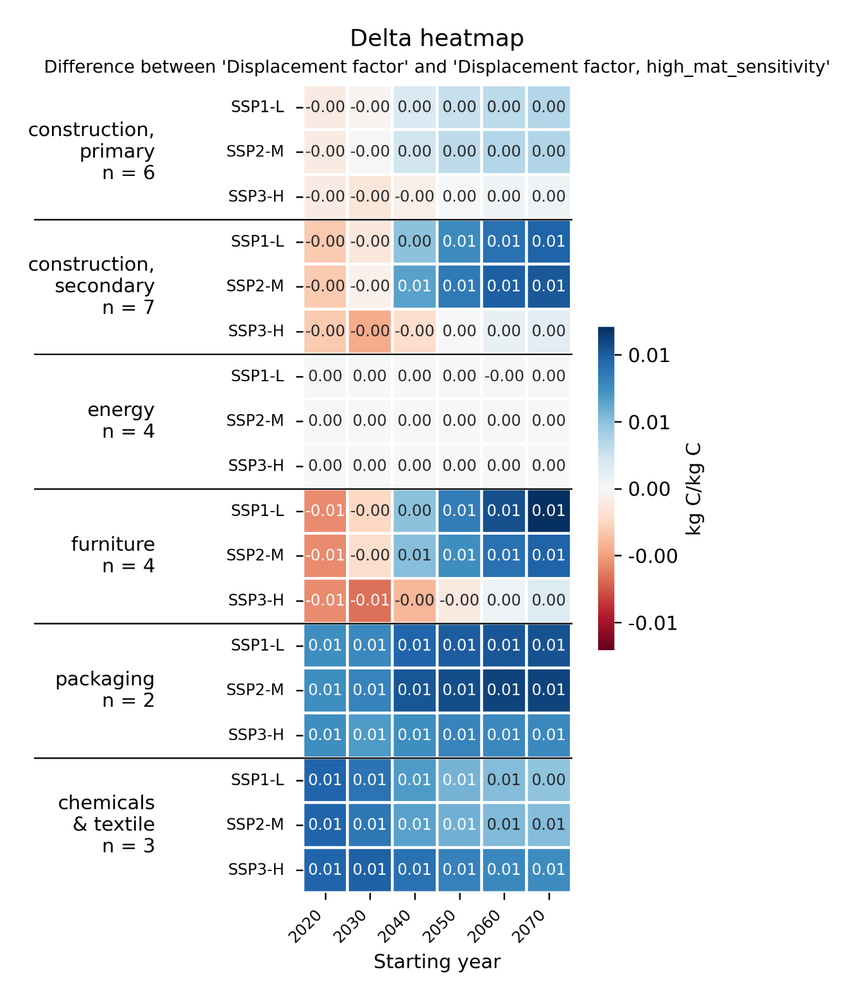 Delta heatmap
Difference between 'Displacement factor' and 'Displacement factor, high_mat_sensitivity'
construction,
primary
n = 6
SSP1-L -0.00 -0.00 0.00 0.00 0.00 0.00
SSP2-M -0.00 -0.00 0.00 0.00 0.00 0.00
SSP3-H -0.00 -0.00 -0.00 0.00 0.00 0.00
construction,
secondary
n = 7
SSP1-L -0.00 -0.00 0.00 0.01 0.01 0.01
SSP2-M -0.00 -0.00 0.01 0.01 0.01 0.01
SSP3-H -0.00 -0.00 -0.00 0.00 0.00 0.00
energy
n = 4
SSP1-L 0.00 0.00 0.00 0.00 -0.00 0.00
SSP2-M 0.00 0.00 0.00 0.00 0.00 0.00
SSP3-H 0.00 0.00 0.00 0.00 0.00 0.00
furniture
n = 4
SSP1-L -0.01 -0.00 0.00 0.01 0.01 0.01
SSP2-M -0.01 -0.00 0.01 0.01 0.01 0.01
SSP3-H -0.01 -0.01 -0.00 -0.00 0.00 0.00
packaging
n = 2
SSP1-L 0.01 0.01 0.01 0.01 0.01 0.01
SSP2-M 0.01 0.01 0.01 0.01 0.01 0.01
SSP3-H 0.01 0.01 0.01 0.01 0.01 0.01
chemicals
& textile
n = 3
SSP1-L 0.01 0.01 0.01 0.01 0.01 0.00
SSP2-M 0.01 0.01 0.01 0.01 0.01 0.01
SSP3-H 0.01 0.01 0.01 0.01 0.01 0.01
2020 2030 2040 2050 2060 2070
Starting year
0.01
0.01
0.00
-0.00
-0.01
kg C/kg C